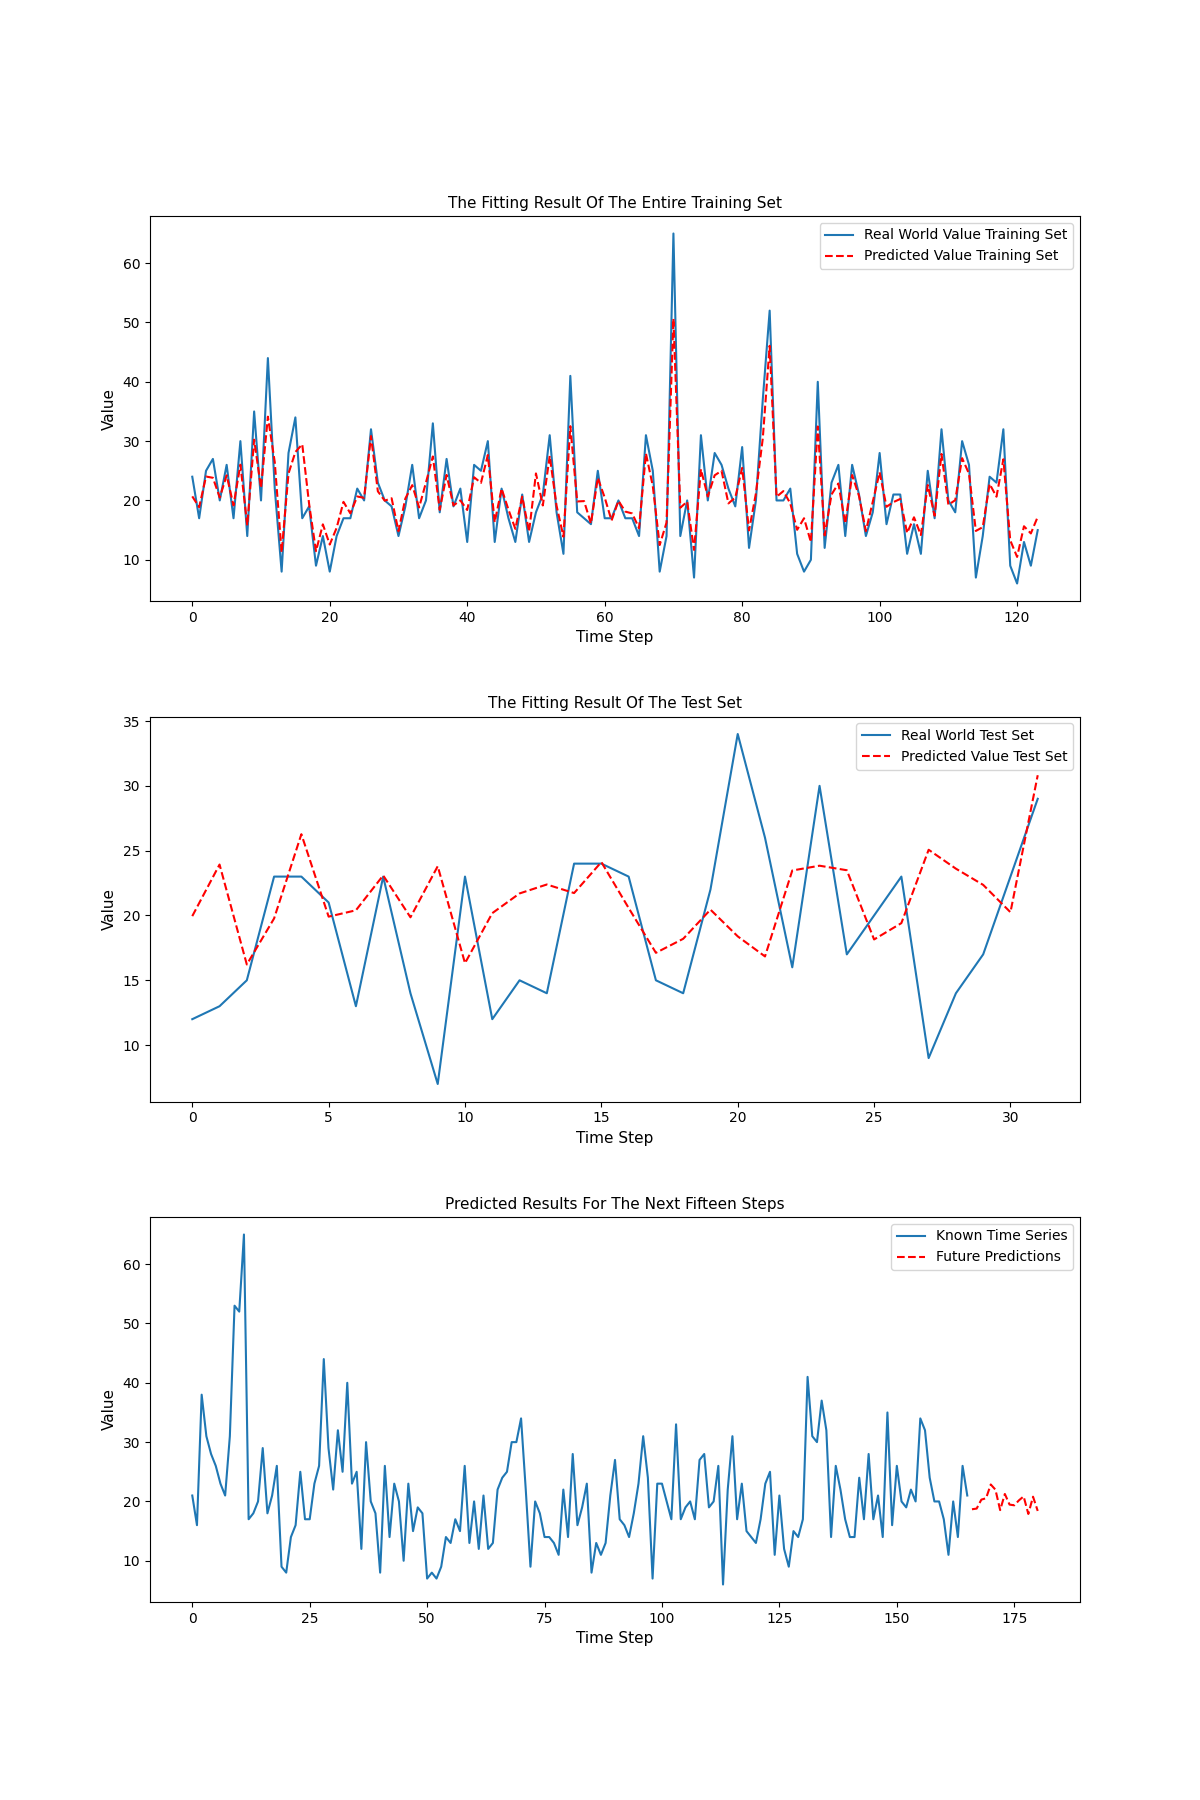 The Fitting Result Of The Entire Training Set
Real World Value Training Set
Predicted Value Training Set
Value
60
50
40
30
20
10
0 20 40 60 80 100 120
Time Step
The Fitting Result Of The Test Set
Real World Test Set
Predicted Value Test Set
Value
35
30
25
20
15
10
0 5 10 15 20 25 30
Time Step
Predicted Results For The Next Fifteen Steps
Known Time Series
Future Predictions
Value
60
50
40
30
20
10
0 25 50 75 100 125 150 175
Time Step